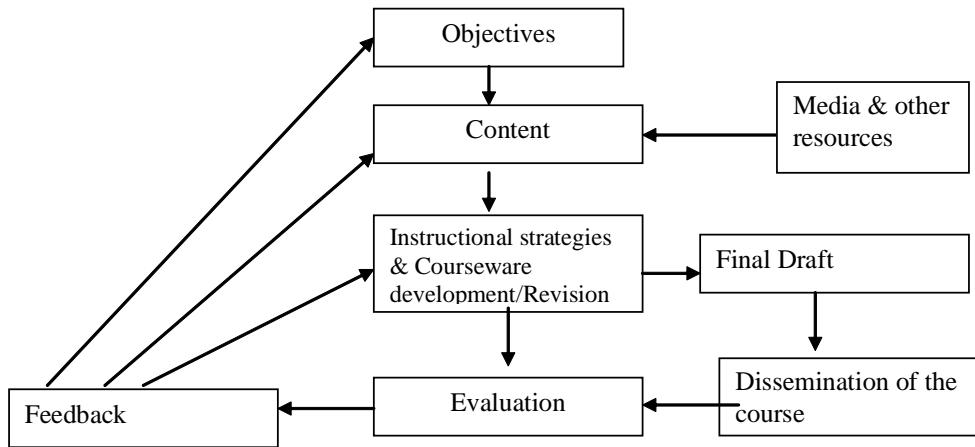 Objectives
Content
Media & other
resources
Instructional strategies
& Courseware
development/Revision
Final Draft
Dissemination of the
course
Evaluation
Feedback